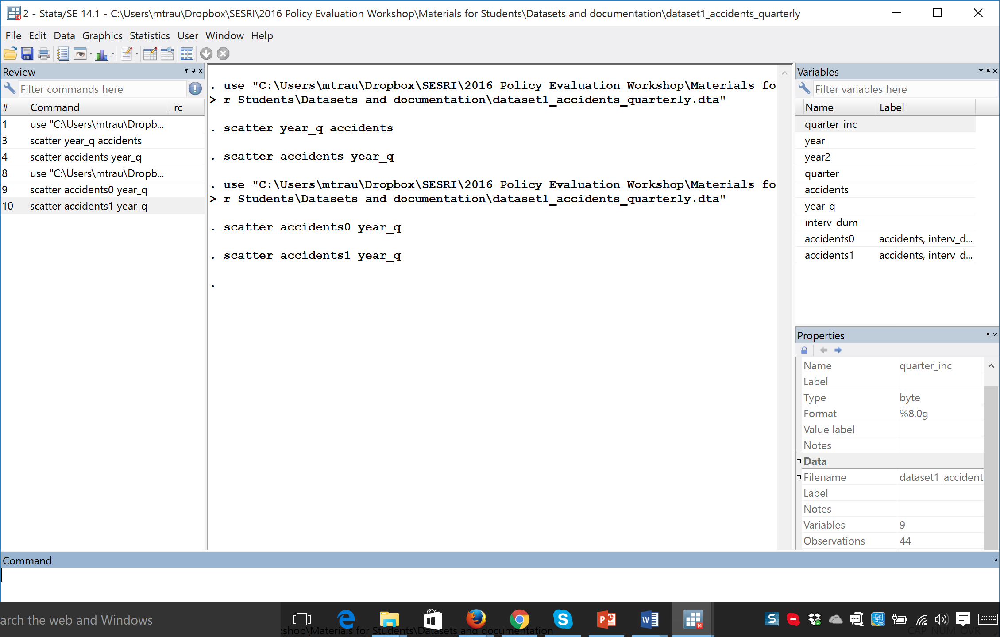 2 - Stata/SE 14.1 - C:\Users\mtrau\Dropbox\SESRI\2016 Policy Evaluation Workshop\Materials for Students\Datasets and documentation\dataset1_accidents_quarterly
File Edit Data Graphics Statistics User Window Help
Review
Filter commands here
# Command _rc
1 use "C:\Users\mtrau\Dropb...
3 scatter year_q accidents
4 scatter accidents year_q
8 use "C:\Users\mtrau\Dropb...
9 scatter accidents0 year_q
10 scatter accidents1 year_q
. use "C:\Users\mtrau\Dropbox\SESRI\2016 Policy Evaluation Workshop\Materials fo
> r Students\Datasets and documentation\dataset1_accidents_quarterly.dta"
. scatter year_q accidents
. scatter accidents year_q
. use "C:\Users\mtrau\Dropbox\SESRI\2016 Policy Evaluation Workshop\Materials fo
> r Students\Datasets and documentation\dataset1_accidents_quarterly.dta"
. scatter accidents0 year_q
. scatter accidents1 year_q
.
Variables
Filter variables here
Name Label
quarter_inc
year
year2
quarter
accidents
year_q
interv_dum
accidents0 accidents, interv_d...
accidents1 accidents, interv_d...
Properties
Name quarter_inc
Label
Type byte
Format %8.0g
Value label
Notes
Data
Filename dataset1_accident
Label
Notes
Variables 9
Observations 44
Command
arch the web and Windows
kshop\Materials for Students\Datasets and documentation
CAP NUM OVR